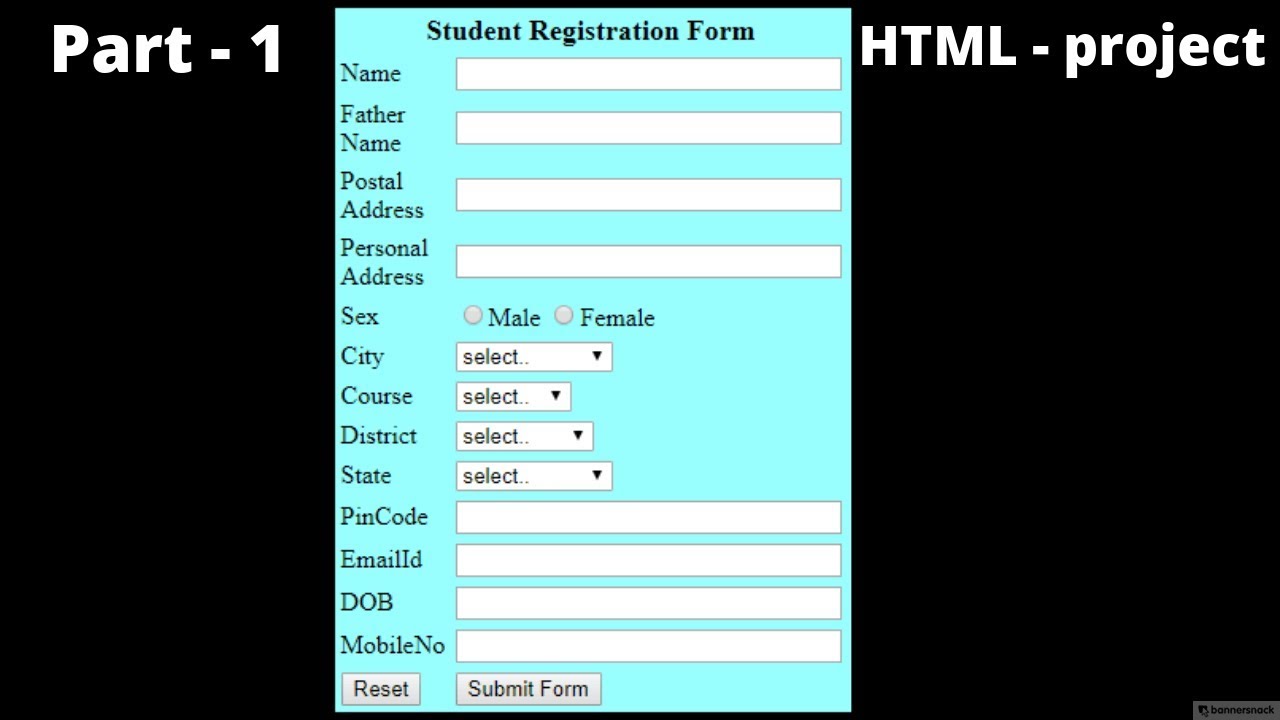 Part - 1
HTML - project
Student Registration Form
Name
Father
Name
Postal
Address
Personal
Address
Sex Male Female
City select..
Course select..
District select..
State select..
PinCode
EmailId
DOB
MobileNo
Reset Submit Form
bannersnack